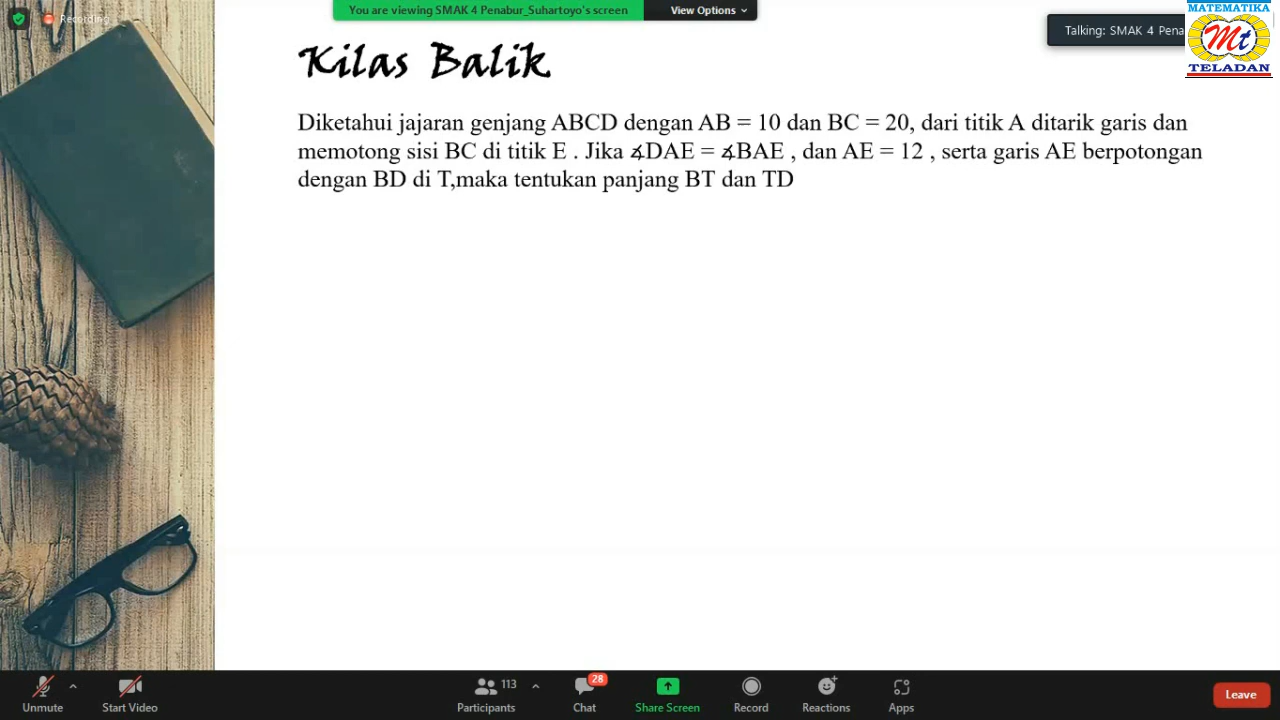 Recording
You are viewing SMAK 4 Penabur_Suhartoyo's screen
View Options
Talking: SMAK 4 Pena
MATEMATIKA
Mt
TELADAN
Kilas Balik
Diketahui jajaran genjang ABCD dengan AB = 10 dan BC = 20, dari titik A ditarik garis dan
memotong sisi BC di titik E . Jika ∡DAE = ∡BAE , dan AE = 12 , serta garis AE berpotongan
dengan BD di T,maka tentukan panjang BT dan TD
Unmute
Start Video
113
Participants
28
Chat
Share Screen
Record
Reactions
Apps
Leave